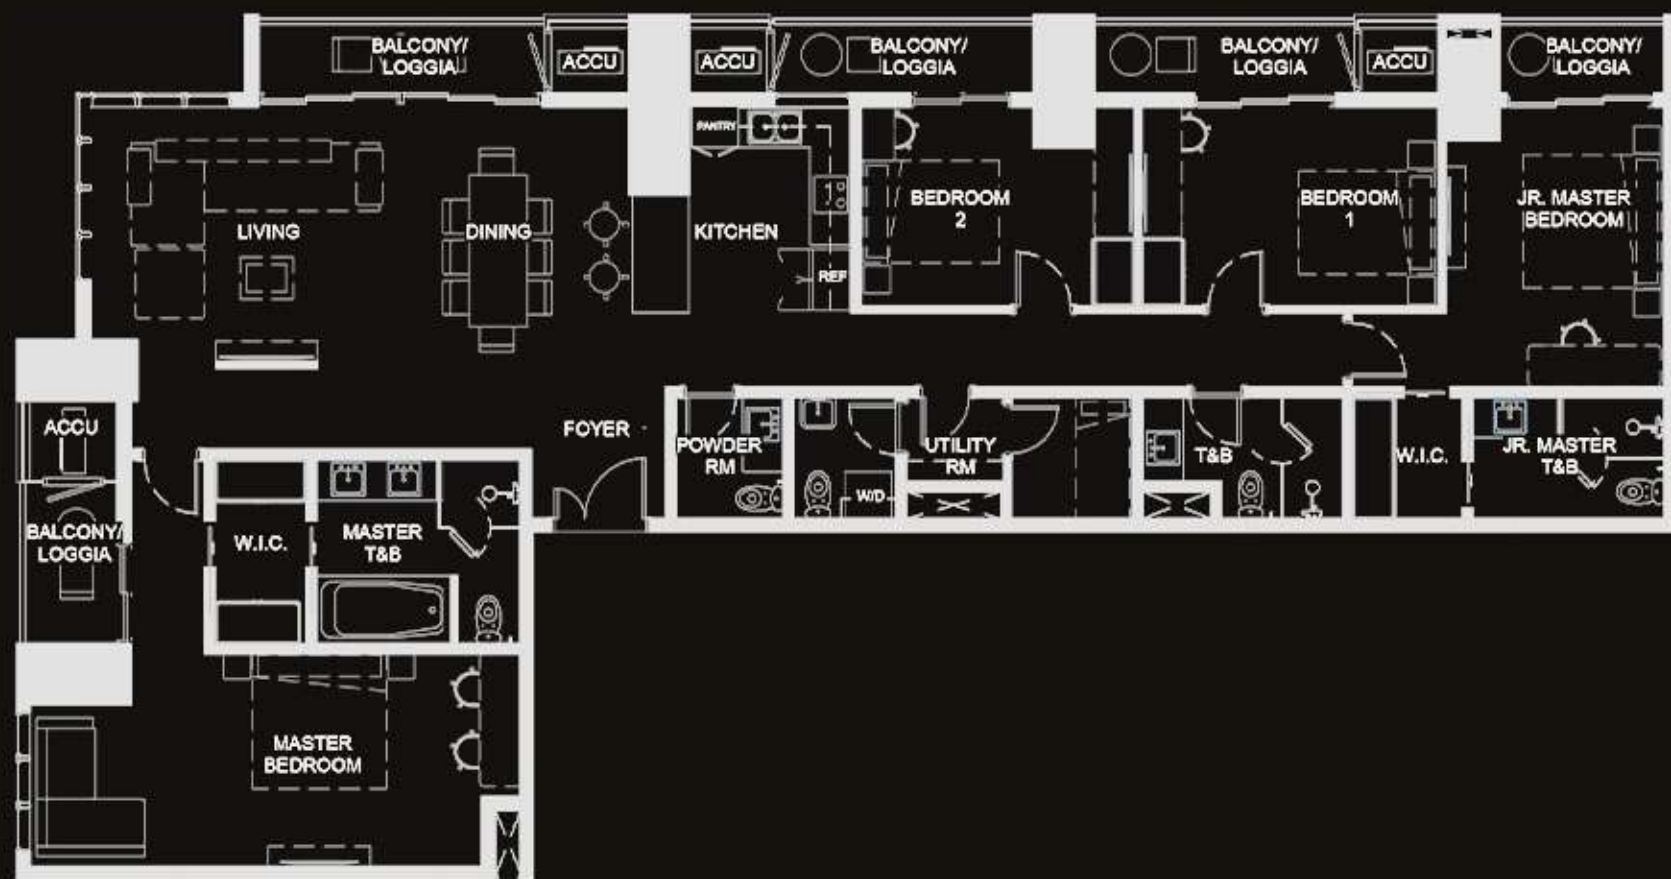 BALCONY/
LOGGIA
ACCU
ACCU
BALCONY/
LOGGIA
BALCONY/
LOGGIA
ACCU
BALCONY/
LOGGIA
PANTRY
LIVING
DINING
KITCHEN
REF
BEDROOM
2
BEDROOM
1
JR. MASTER
BEDROOM
ACCU
FOYER
POWDER
RM
W/D
UTILITY
RM
T&B
W.I.C.
JR. MASTER
T&B
BALCONY/
LOGGIA
W.I.C.
MASTER
T&B
MASTER
BEDROOM